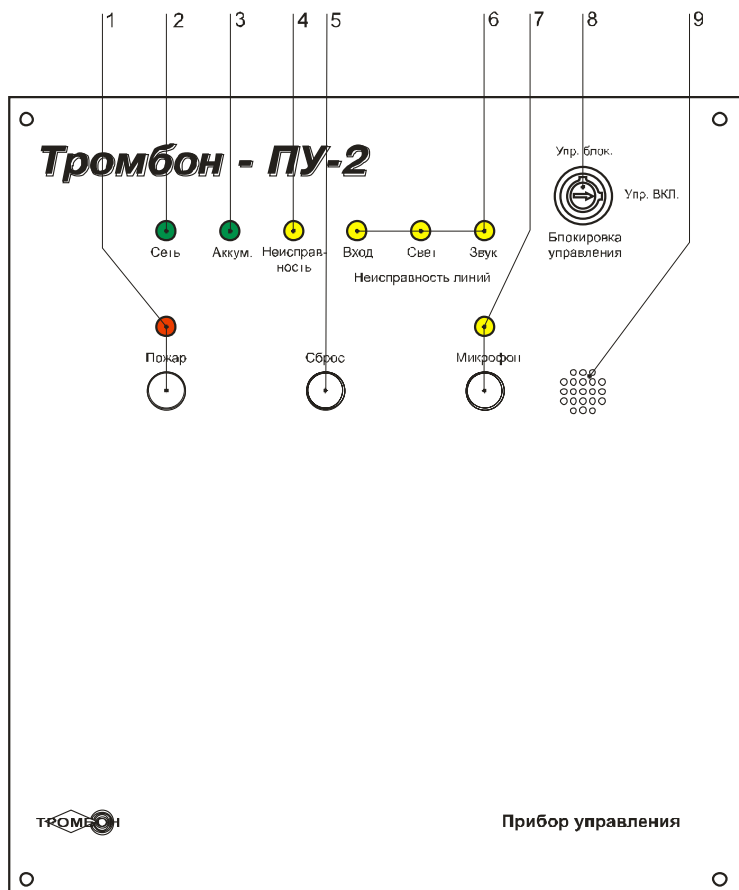 1 2 3 4 5 6 7 8 9
Тромбон - ПУ-2
Упр. блок.
Упр. ВКЛ.
Блокировка
управления
Сеть Аккум. Неисправ-
ность
Вход Свет Звук
Неисправность линий
Пожар Сброс Микрофон
ТРОМБОН
Прибор управления